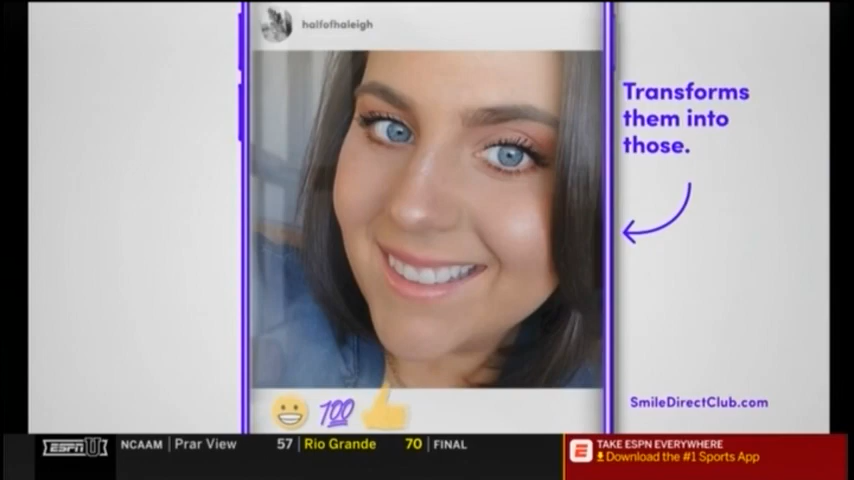 halfofhaleigh
Transforms
them into
those.
100
SmileDirectClub.com
ESPN U
NCAAM Prar View 57 Rio Grande 70 FINAL
TAKE ESPN EVERYWHERE
Download the #1 Sports App